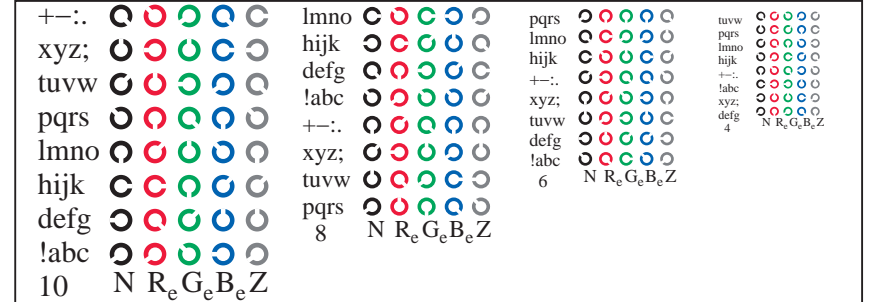 +−:.
xyz;
tuvw
pqrs
lmno
hijk
defg
!abc
10 N ReGeBeZ
lmno
hijk
defg
!abc
+−:.
xyz;
tuvw
pqrs
8 N ReGeBeZ
pqrs
lmno
hijk
+−:.
xyz;
tuvw
defg
!abc
6 N ReGeBeZ
tuvw
pqrs
lmno
hijk
+−:.
!abc
xyz;
defg
4 N ReGeBeZ